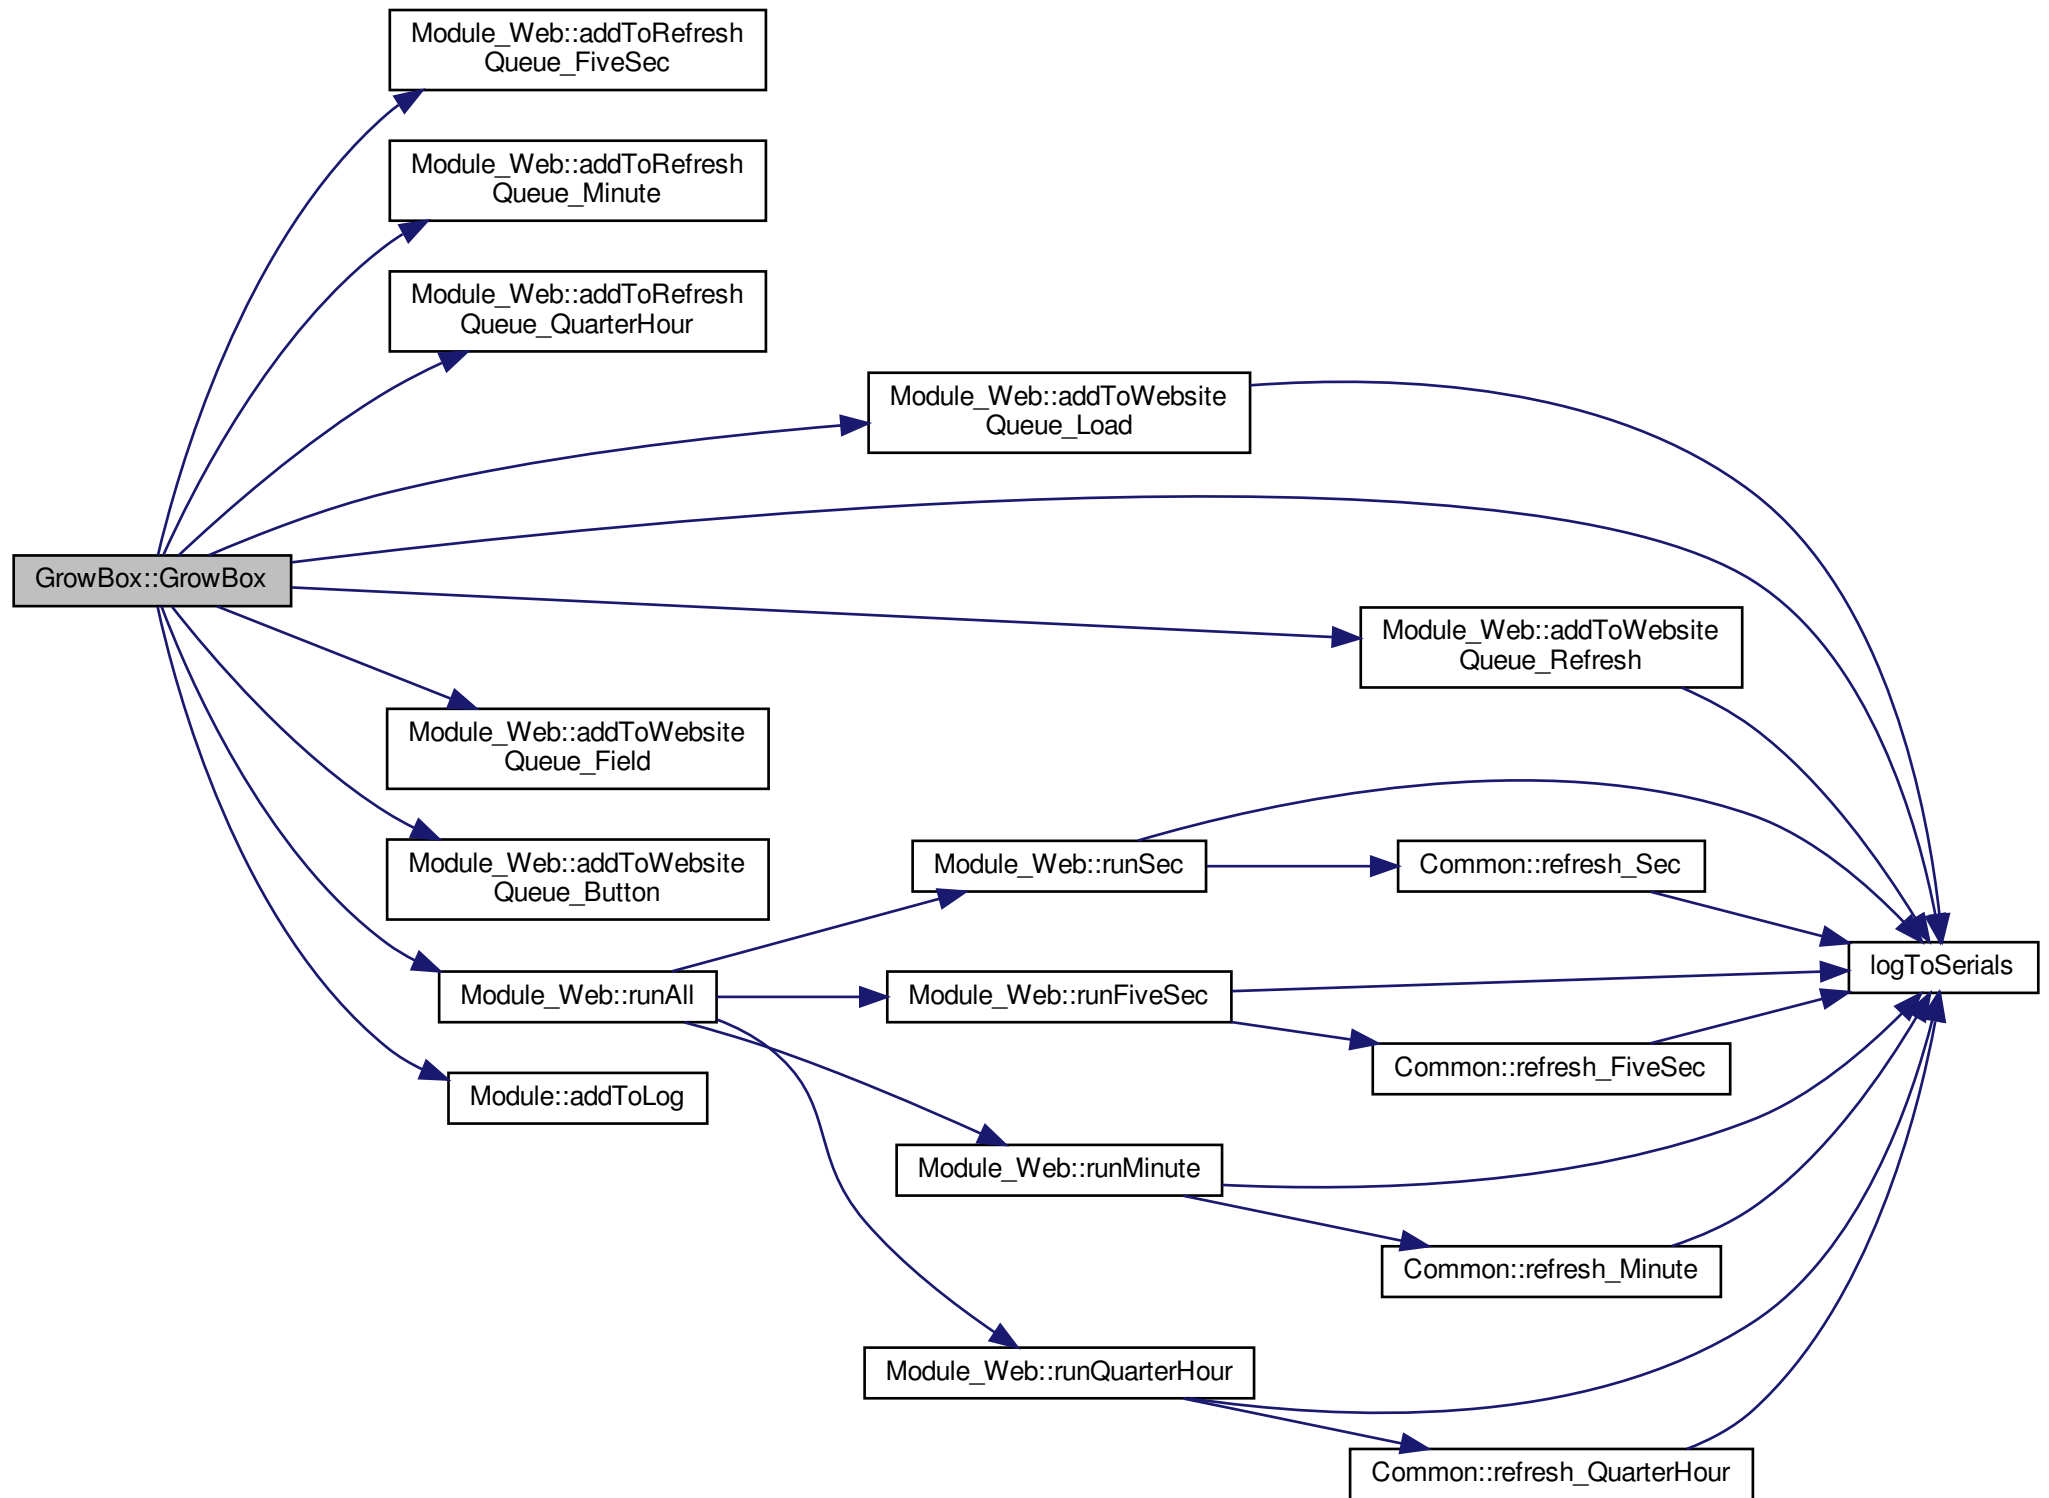 Module_Web::addToRefresh
Queue_FiveSec
Module_Web::addToRefresh
Queue_Minute
Module_Web::addToRefresh
Queue_QuarterHour
Module_Web::addToWebsite
Queue_Load
GrowBox::GrowBox
Module_Web::addToWebsite
Queue_Refresh
Module_Web::addToWebsite
Queue_Field
Module_Web::addToWebsite
Queue_Button
Module_Web::runSec
Common::refresh_Sec
logToSerials
Module_Web::runAll
Module_Web::runFiveSec
Common::refresh_FiveSec
Module::addToLog
Module_Web::runMinute
Common::refresh_Minute
Module_Web::runQuarterHour
Common::refresh_QuarterHour